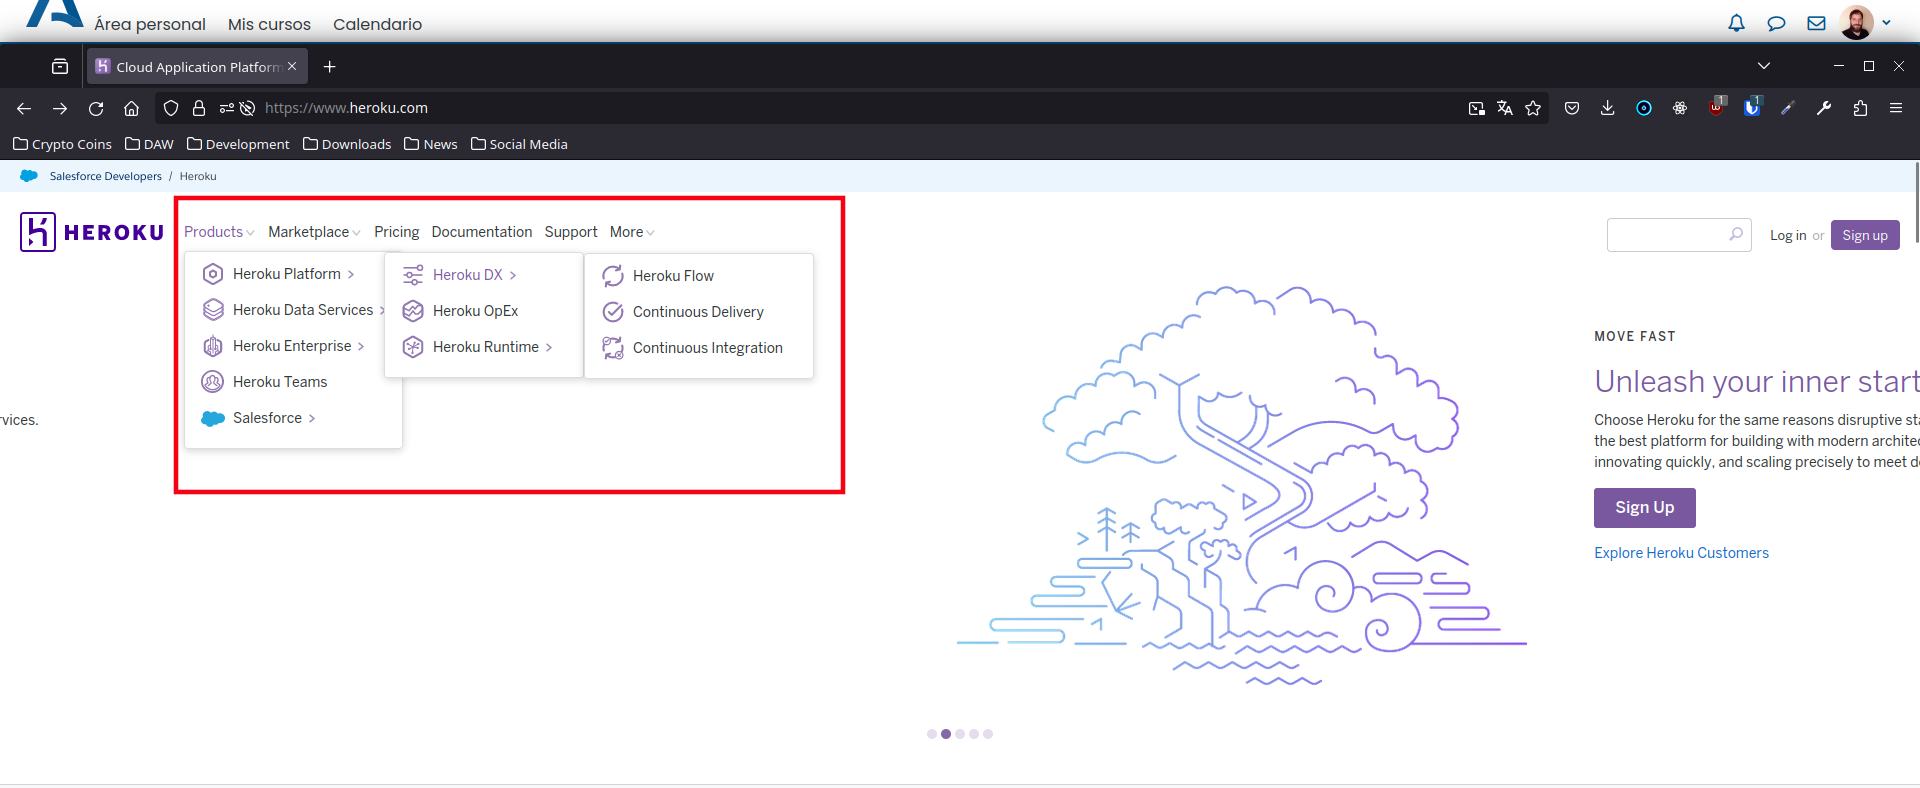 Área personal Mis cursos Calendario
Cloud Application Platform
https://www.heroku.com
1 1
Crypto Coins DAW Development Downloads News Social Media
Salesforce Developers / Heroku
HEROKU Products Marketplace Pricing Documentation Support More Log in or Sign up
Heroku Platform
Heroku Data Services
Heroku Enterprise
Heroku Teams
Salesforce
Heroku DX
Heroku OpEx
Heroku Runtime
Heroku Flow
Continuous Delivery
Continuous Integration
rvices.
MOVE FAST
Unleash your inner start
Choose Heroku for the same reasons disruptive sta
the best platform for building with modern archite
innovating quickly, and scaling precisely to meet d
Sign Up
Explore Heroku Customers